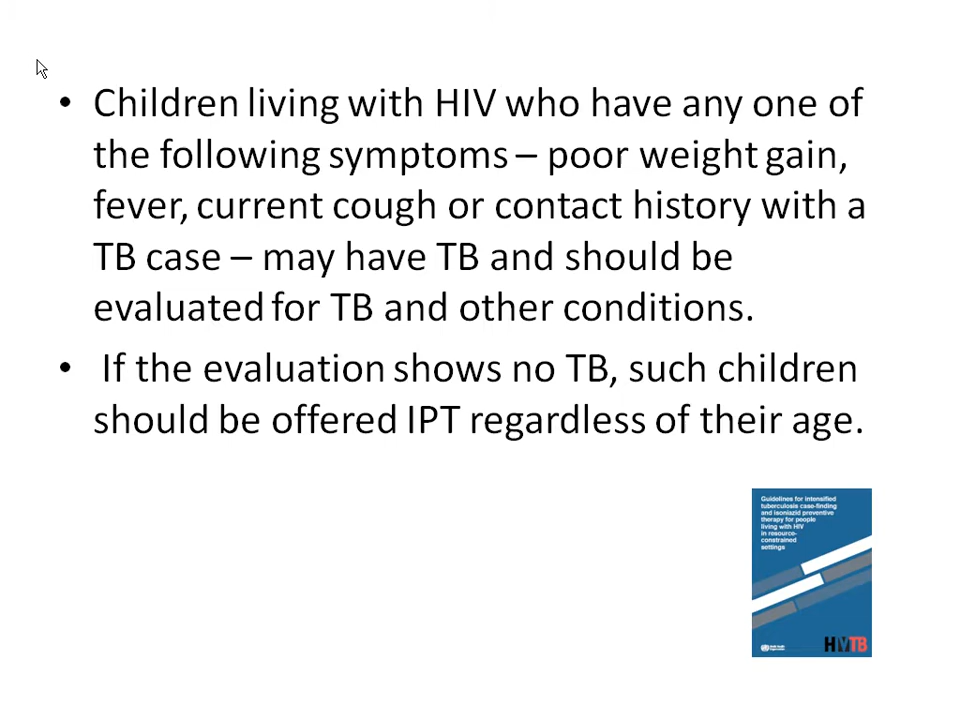 • Children living with HIV who have any one of
the following symptoms – poor weight gain,
fever, current cough or contact history with a
TB case – may have TB and should be
evaluated for TB and other conditions.
• If the evaluation shows no TB, such children
should be offered IPT regardless of their age.
Guidelines for intensified
tuberculosis case-finding
and isoniazid preventive
therapy for people
living with HIV
in resource-
constrained
settings
HIVTB